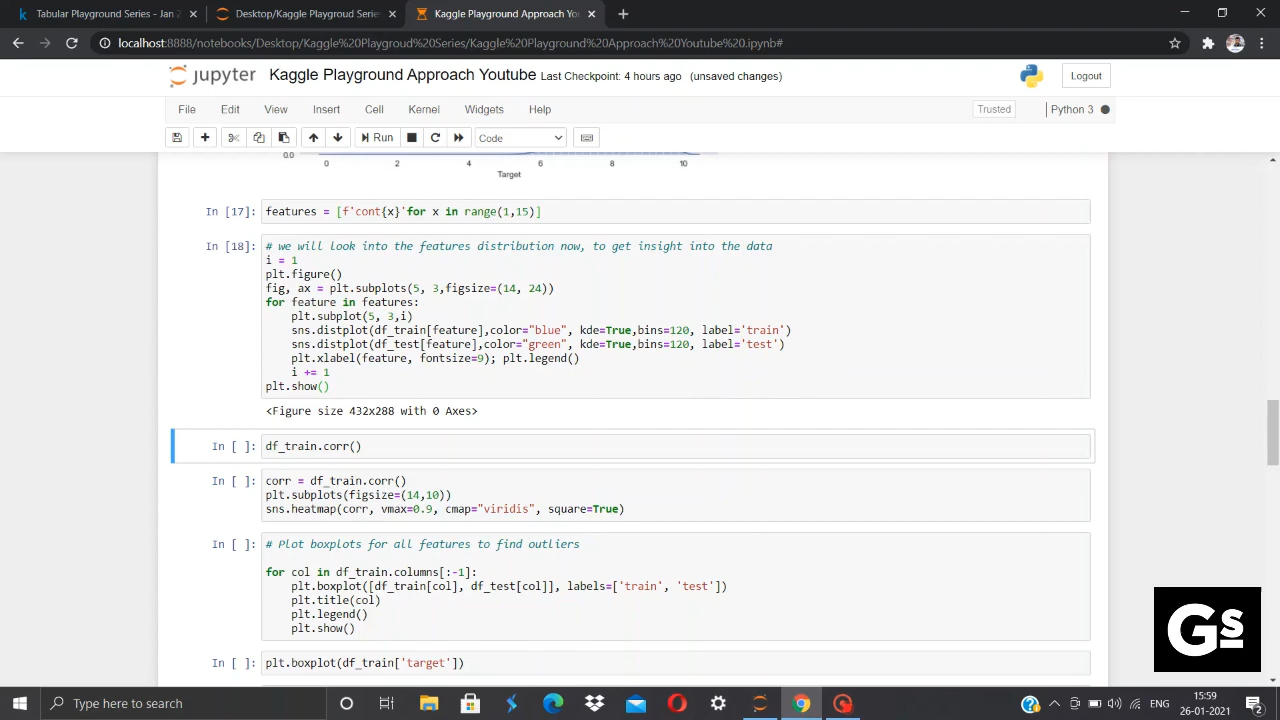 Tabular Playground Series - Jan 2
Desktop/Kaggle Playgroud Series
Kaggle Playground Approach You
localhost:8888/notebooks/Desktop/Kaggle%20Playgroud%20Series/Kaggle%20Playground%20Approach%20Youtube%20.ipynb#
jupyter Kaggle Playground Approach Youtube Last Checkpoint: 4 hours ago (unsaved changes) Logout
File Edit View Insert Cell Kernel Widgets Help Trusted Python 3
Run Code
0.0
0 2 4 6 8 10
Target
In [17]: features = [f'cont{x}'for x in range(1,15)]
In [18]: # we will look into the features distribution now, to get insight into the data
i = 1
plt.figure()
fig, ax = plt.subplots(5, 3,figsize=(14, 24))
for feature in features:
plt.subplot(5, 3,i)
sns.distplot(df_train[feature],color="blue", kde=True,bins=120, label='train')
sns.distplot(df_test[feature],color="green", kde=True,bins=120, label='test')
plt.xlabel(feature, fontsize=9); plt.legend()
i += 1
plt.show()
<Figure size 432x288 with 0 Axes>
In [ ]: df_train.corr()
In [ ]: corr = df_train.corr()
plt.subplots(figsize=(14,10))
sns.heatmap(corr, vmax=0.9, cmap="viridis", square=True)
In [ ]: # Plot boxplots for all features to find outliers
for col in df_train.columns[:-1]:
plt.boxplot([df_train[col], df_test[col]], labels=['train', 'test'])
plt.title(col)
plt.legend()
plt.show()
In [ ]: plt.boxplot(df_train['target'])
Gs
Type here to search
ENG
15:59
26-01-2021
2